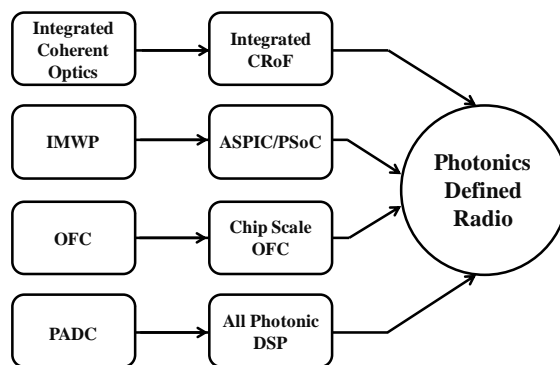 Integrated
Coherent
Optics
Integrated
CRoF
IMWP
ASPIC/PSoC
Photonics
Defined
Radio
OFC
Chip Scale
OFC
PADC
All Photonic
DSP